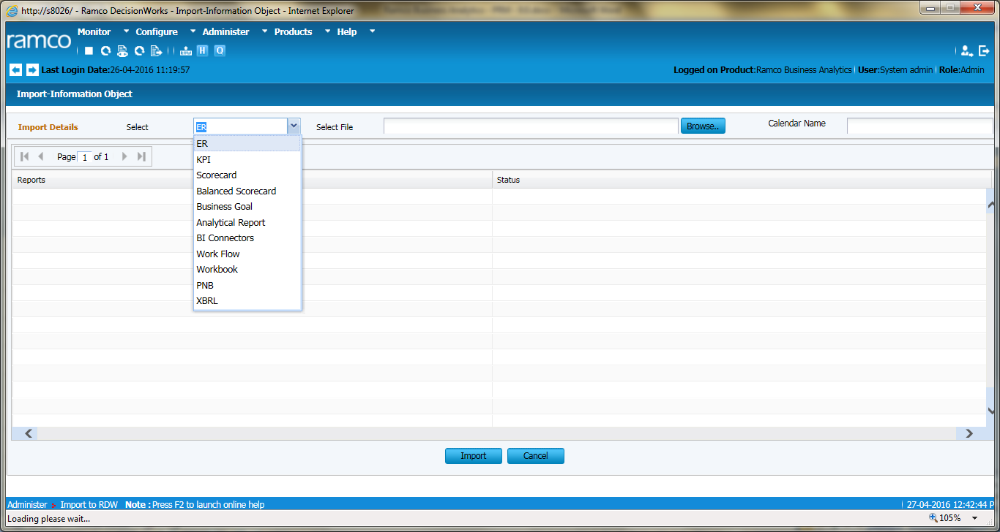 http://s8026/ - Ramco DecisionWorks - Import-Information Object - Internet Explorer
ramco
Monitor Configure Administer Products Help
BPM H Q
Last Login Date:26-04-2016 11:19:57
Logged on Product:Ramco Business Analytics User:System admin Role:Admin
Import-Information Object
Import Details Select ER Select File Browse.. Calendar Name
Page 1 of 1
Reports Status
ER
KPI
Scorecard
Balanced Scorecard
Business Goal
Analytical Report
BI Connectors
Work Flow
Workbook
PNB
XBRL
Import Cancel
Administer > Import to RDW Note : Press F2 to launch online help
27-04-2016 12:42:44 P
Loading please wait...
105%